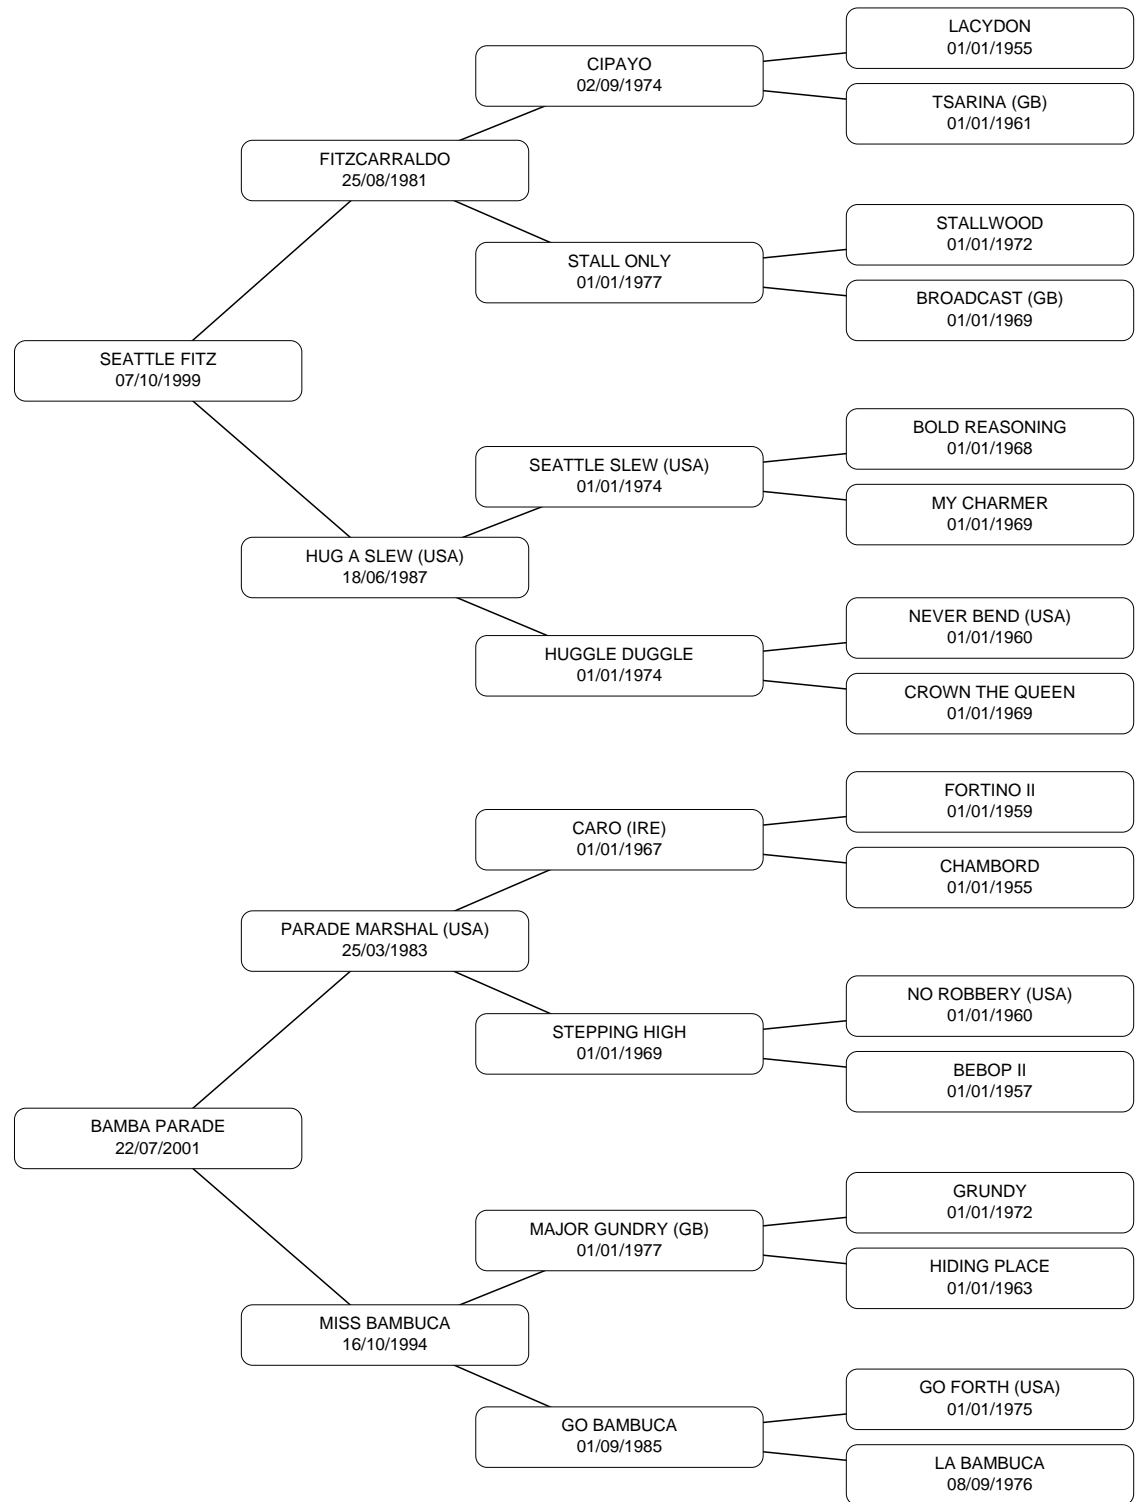 LACYDON
01/01/1955
CIPAYO
02/09/1974
TSARINA (GB)
01/01/1961
FITZCARRALDO
25/08/1981
STALLWOOD
01/01/1972
STALL ONLY
01/01/1977
BROADCAST (GB)
01/01/1969
SEATTLE FITZ
07/10/1999
BOLD REASONING
01/01/1968
SEATTLE SLEW (USA)
01/01/1974
MY CHARMER
01/01/1969
HUG A SLEW (USA)
18/06/1987
NEVER BEND (USA)
01/01/1960
HUGGLE DUGGLE
01/01/1974
CROWN THE QUEEN
01/01/1969
FORTINO II
01/01/1959
CARO (IRE)
01/01/1967
CHAMBORD
01/01/1955
PARADE MARSHAL (USA)
25/03/1983
NO ROBBERY (USA)
01/01/1960
STEPPING HIGH
01/01/1969
BEBOP II
01/01/1957
BAMBA PARADE
22/07/2001
GRUNDY
01/01/1972
MAJOR GUNDRY (GB)
01/01/1977
HIDING PLACE
01/01/1963
MISS BAMBUCA
16/10/1994
GO FORTH (USA)
01/01/1975
GO BAMBUCA
01/09/1985
LA BAMBUCA
08/09/1976